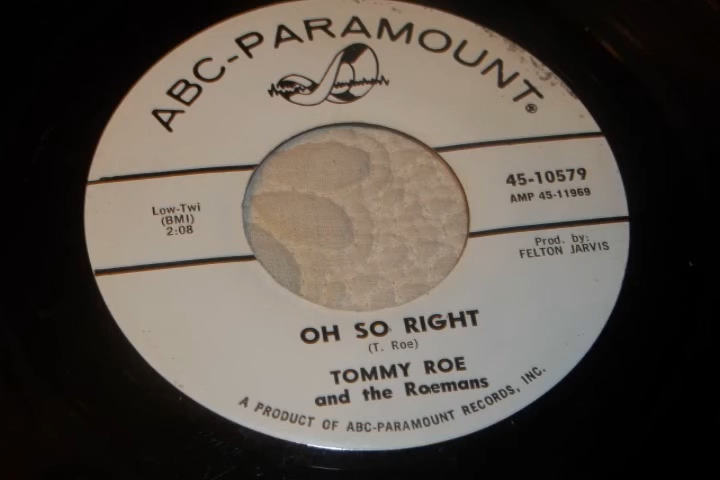 ABC-PARAMOUNT®
45-10579
AMP 45-11969
Low-Twi
(BMI)
2:08
Prod. by:
FELTON JARVIS
OH SO RIGHT
(T. Roe)
TOMMY ROE
and the Roemans
A PRODUCT OF ABC-PARAMOUNT RECORDS, INC.